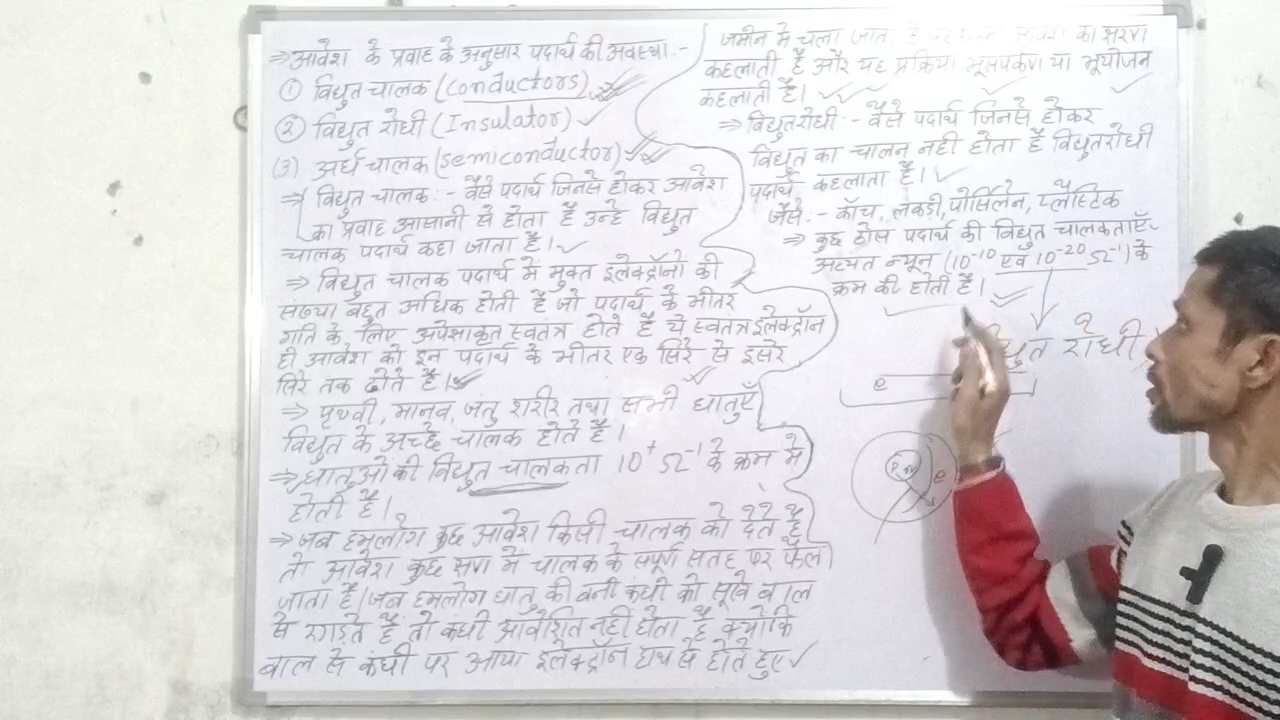 ⇒ आवेश के प्रवाह के अनुसार पदार्थ की अवस्था :-
① विद्युत चालक (conductors)
② विद्युत रोधी (Insulator)
(3) अर्ध चालक (semiconductor)
⇒ विद्युत चालक :- वैसे पदार्थ जिनसे होकर आवेश
का प्रवाह आसानी से होता है उन्हे विद्युत
चालक पदार्थ कहा जाता है।
⇒ विद्युत चालक पदार्थ में मुक्त इलेक्ट्रॉनों की
संख्या बहुत अधिक होती है जो पदार्थ के भीतर
गति के लिए अपेक्षाकृत स्वतंत्र होते है ये स्वतंत्र इलेक्ट्रॉन
ही आवेश को इन पदार्थ के भीतर एक सिरे से दुसरे
सिरे तक ढोते है।
⇒ पृथ्वी, मानव, जंतु शरीर तथा सभी धातुएँ
विद्युत के अच्छे चालक होते है।
⇒ धातुओं की विद्युत चालकता 10⁺ Ω⁻¹ के क्रम में
होती है।
⇒ जब हमलोग कुछ आवेश किसी चालक को देते है
तो आवेश कुछ क्षण में चालक के संपूर्ण सतह पर फैल
जाता है। जब हमलोग धातु की बनी कंघी को सूखे बाल
से रगड़ते है तो कंघी आवेशित नहीं होता है क्योंकि
बाल से कंघी पर आया इलेक्ट्रॉन हाथ से होते हुए
जमीन में चला जाता है आवेश का क्षरण
कहलाती है और यह प्रक्रिया भूसंपर्कण या भूयोजन
कहलाती है।
⇒ विद्युतरोधी :- वैसे पदार्थ जिनसे होकर
विद्युत का चालन नही होता है विद्युतरोधी
पदार्थ कहलाता है।
जैसे :- काँच, लकड़ी, पोर्सिलेन, प्लैस्टिक
⇒ कुछ ठोस पदार्थ की विद्युत चालकताएँ
अत्यंत न्यून (10⁻¹⁰ एवं 10⁻²⁰ Ω⁻¹) के
क्रम की होती है।
रोधी
e
P, n
e